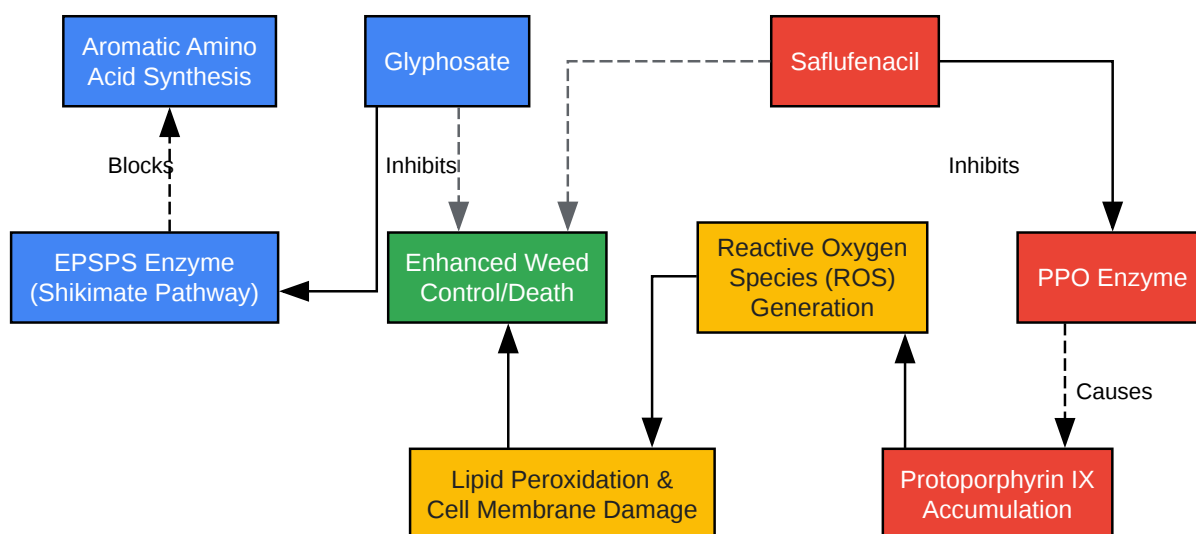 Aromatic Amino
Acid Synthesis
Glyphosate
Saflufenacil
Blocks
Inhibits
Inhibits
EPSPS Enzyme
(Shikimate Pathway)
Enhanced Weed
Control/Death
Reactive Oxygen
Species (ROS)
Generation
PPO Enzyme
Causes
Lipid Peroxidation &
Cell Membrane Damage
Protoporphyrin IX
Accumulation